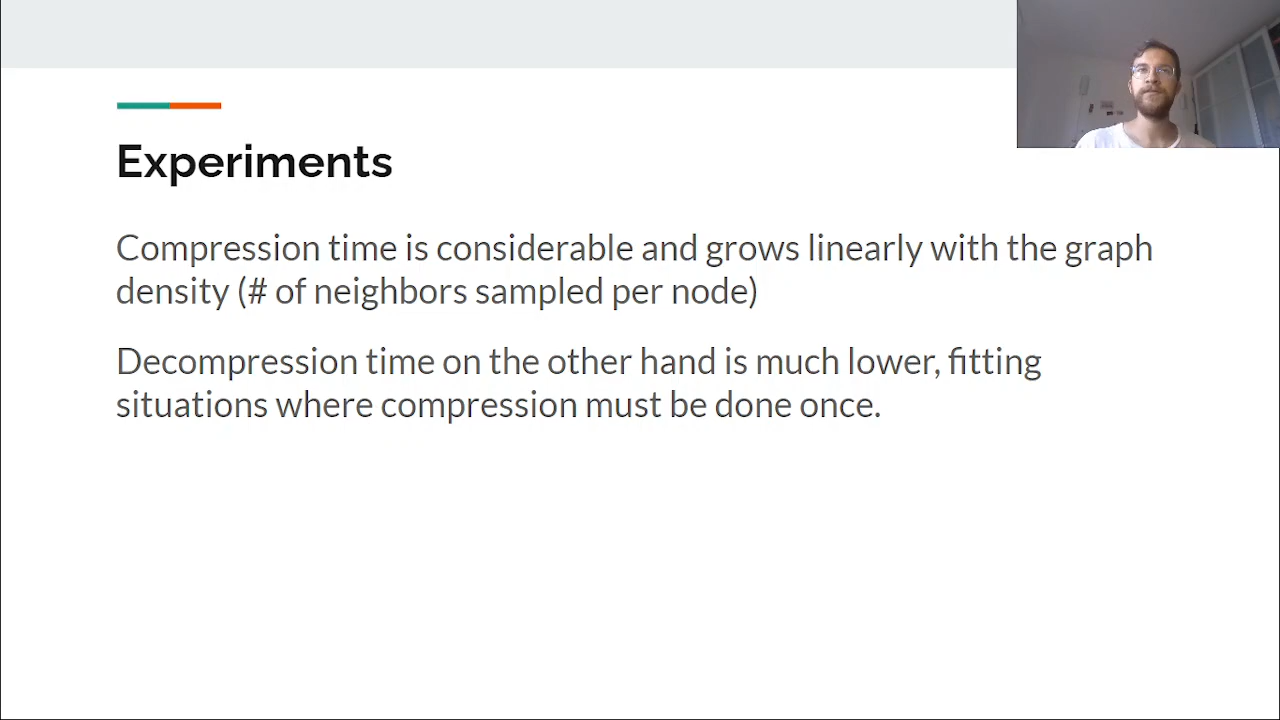 Experiments
Compression time is considerable and grows linearly with the graph
density (# of neighbors sampled per node)
Decompression time on the other hand is much lower, fitting
situations where compression must be done once.